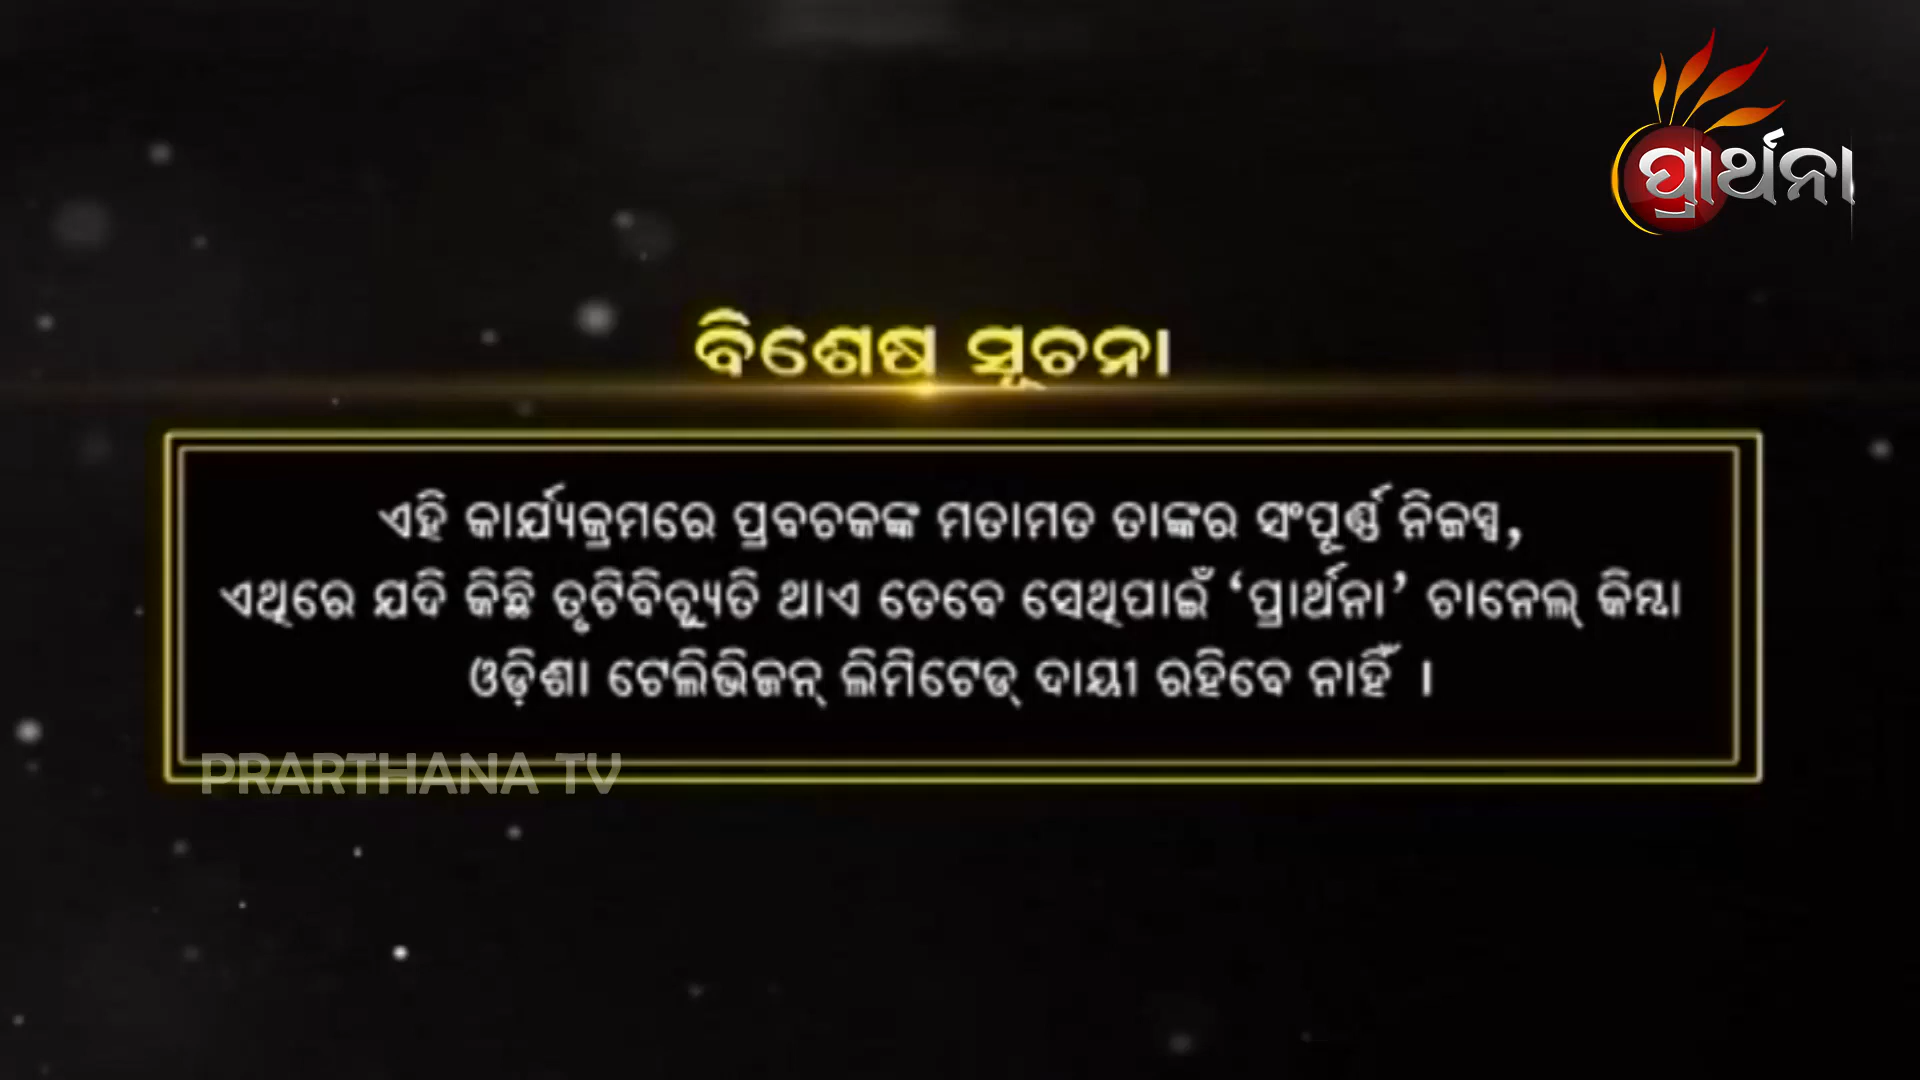 ପ୍ରାର୍ଥନା
ବିଶେଷ ସୂଚନା
ଏହି କାର୍ଯ୍ୟକ୍ରମରେ ପ୍ରବଚକଙ୍କ ମତାମତ ତାଙ୍କର ସଂପୂର୍ଣ୍ଣ ନିଜସ୍ୱ,
ଏଥିରେ ଯଦି କିଛି ତୃଟିବିଚ୍ୟୁତି ଥାଏ ତେବେ ସେଥିପାଇଁ ‘ପ୍ରାର୍ଥନା’ ଚାନେଲ୍ କିମ୍ବା
ଓଡ଼ିଶା ଟେଲିଭିଜନ୍ ଲିମିଟେଡ୍ ଦାୟୀ ରହିବେ ନାହିଁ ।
PRARTHANA TV